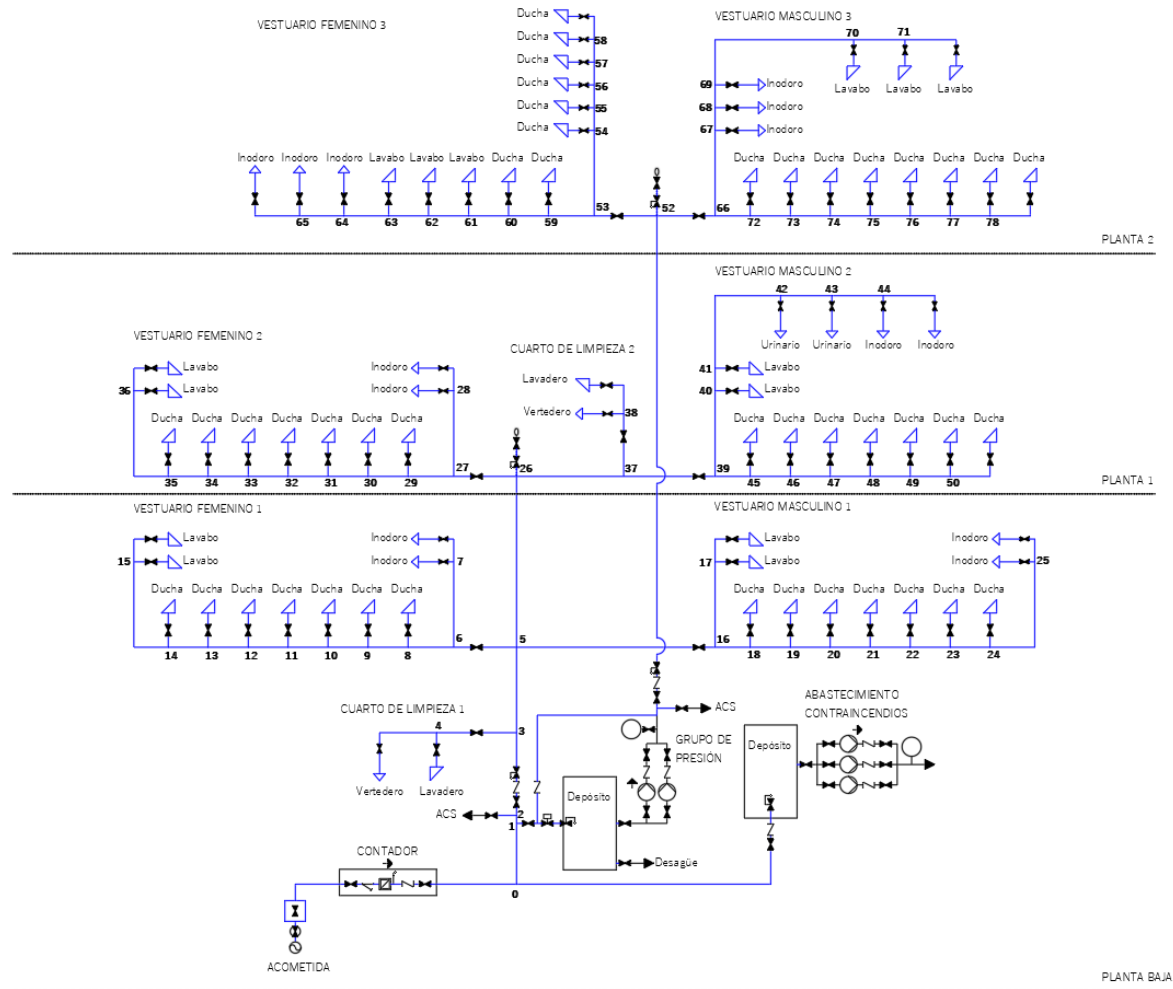 VESTUARIO FEMENINO 3
VESTUARIO MASCULINO 3
Ducha
Ducha 58
Ducha 57
Ducha 56
Ducha 55
Ducha 54
70 71
Lavabo Lavabo Lavabo
69 Inodoro
68 Inodoro
67 Inodoro
Inodoro Inodoro Inodoro Lavabo Lavabo Lavabo Ducha Ducha
Ducha Ducha Ducha Ducha Ducha Ducha Ducha Ducha
65 64 63 62 61 60 59 53 52 66 72 73 74 75 76 77 78
PLANTA 2
VESTUARIO FEMENINO 2
CUARTO DE LIMPIEZA 2
VESTUARIO MASCULINO 2
42 43 44
Urinario Urinario Inodoro Inodoro
Lavabo
36 Lavabo
Inodoro
Inodoro 28
Lavadero
Vertedero 38
41 Lavabo
40 Lavabo
Ducha Ducha Ducha Ducha Ducha Ducha Ducha
Ducha Ducha Ducha Ducha Ducha Ducha Ducha
35 34 33 32 31 30 29 27 26 37 39 45 46 47 48 49 50
PLANTA 1
VESTUARIO FEMENINO 1
VESTUARIO MASCULINO 1
Lavabo
15 Lavabo
Inodoro
Inodoro 7
Lavabo
17 Lavabo
Inodoro
Inodoro 25
Ducha Ducha Ducha Ducha Ducha Ducha Ducha
Ducha Ducha Ducha Ducha Ducha Ducha Ducha
14 13 12 11 10 9 8 6 5 16 18 19 20 21 22 23 24
CUARTO DE LIMPIEZA 1
4 3
Vertedero Lavadero
ACS
GRUPO DE
PRESIÓN
ABASTECIMIENTO
CONTRAINCENDIOS
Depósito
Depósito
ACS 2
1
Desagüe
CONTADOR
0
ACOMETIDA
PLANTA BAJA